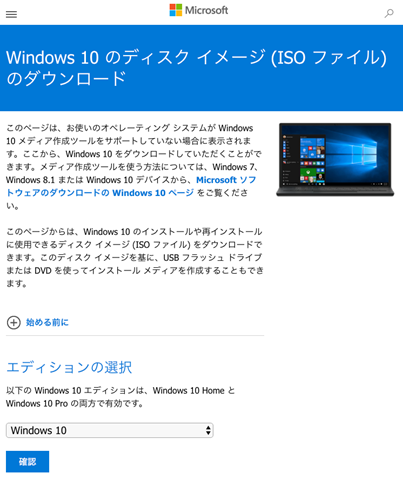 Microsoft
Windows 10 のディスク イメージ (ISO ファイル)
のダウンロード
このページは、お使いのオペレーティング システムが Windows
10 メディア作成ツールをサポートしていない場合に表示されま
す。ここから、Windows 10 をダウンロードしていただくことがで
きます。メディア作成ツールを使う方法については、Windows 7、
Windows 8.1 または Windows 10 デバイスから、Microsoft ソフ
トウェアのダウンロードの Windows 10 ページ をご覧くださ
い。
このページからは、Windows 10 のインストールや再インストール
に使用できるディスク イメージ (ISO ファイル) をダウンロードで
きます。このディスク イメージを基に、USB フラッシュ ドライブ
または DVD を使ってインストール メディアを作成することもでき
ます。
始める前に
エディションの選択
以下の Windows 10 エディションは、Windows 10 Home と
Windows 10 Pro の両方で有効です。
Windows 10
確認